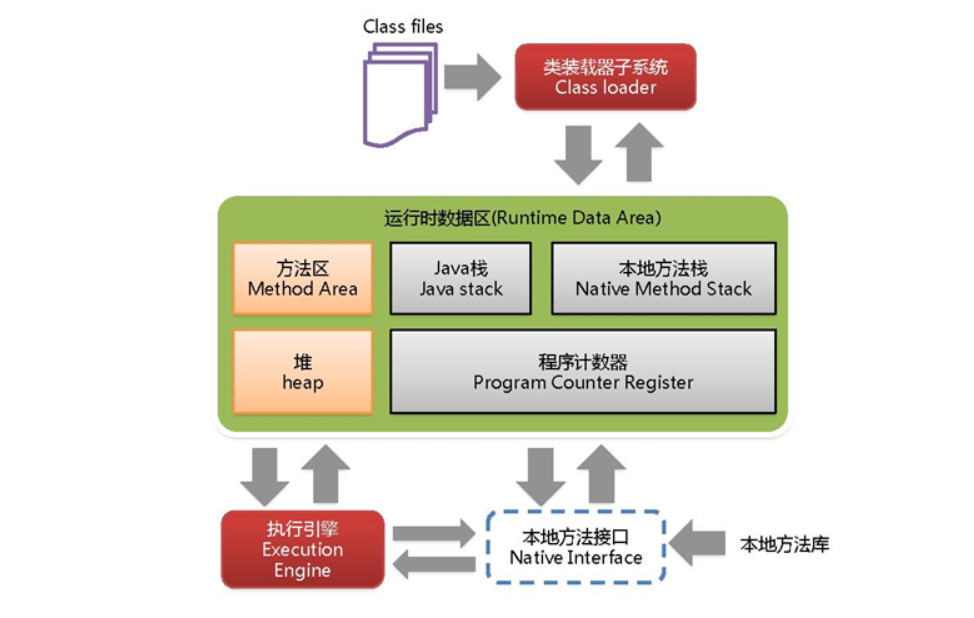 Class files
类装载器子系统
Class loader
运行时数据区(Runtime Data Area)
方法区
Method Area
Java栈
Java stack
本地方法栈
Native Method Stack
堆
heap
程序计数器
Program Counter Register
执行引擎
Execution
Engine
本地方法接口
Native Interface
本地方法库